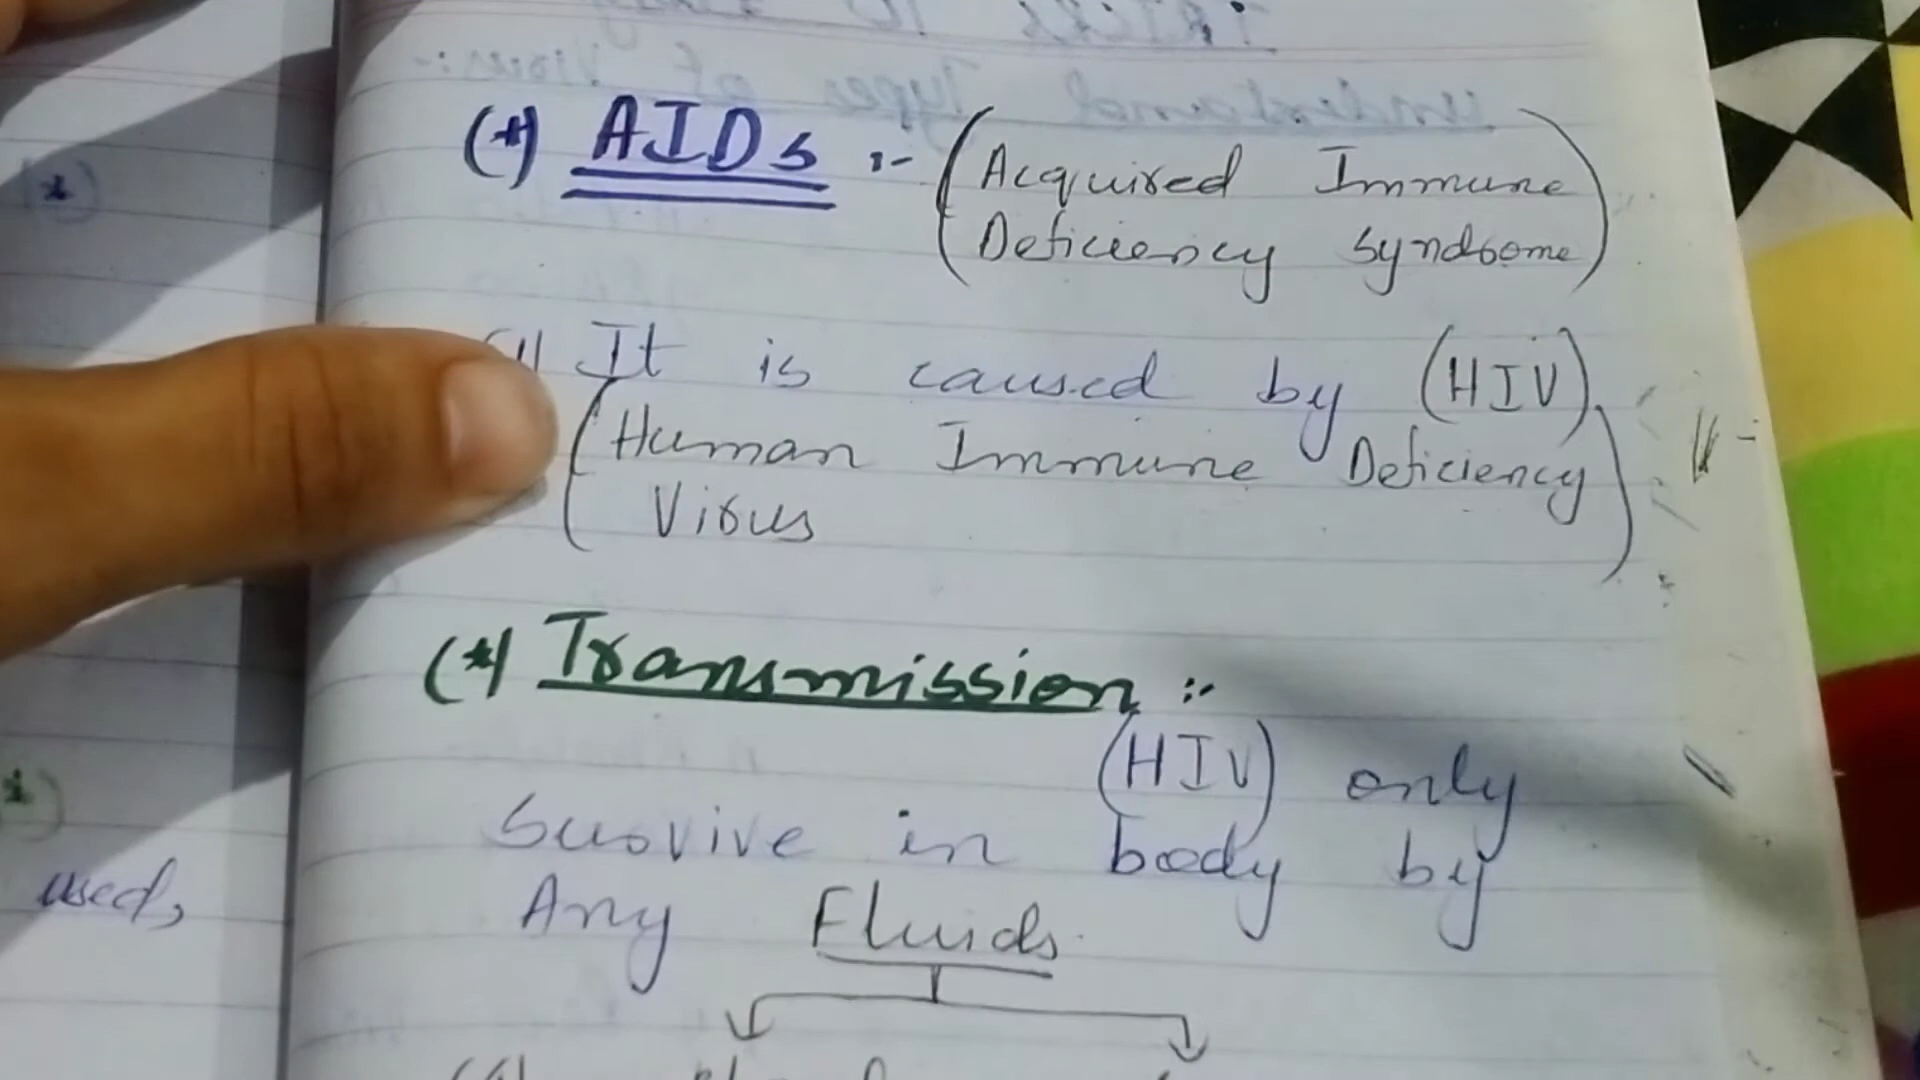 (*) AIDs :- (Acquired Immune
Deficiency Syndrome)
It is caused by (HIV).
(Human Immune Deficiency
Virus)
(*) Transmission :-
(HIV) only
Survive in body by
Any Fluids
used,